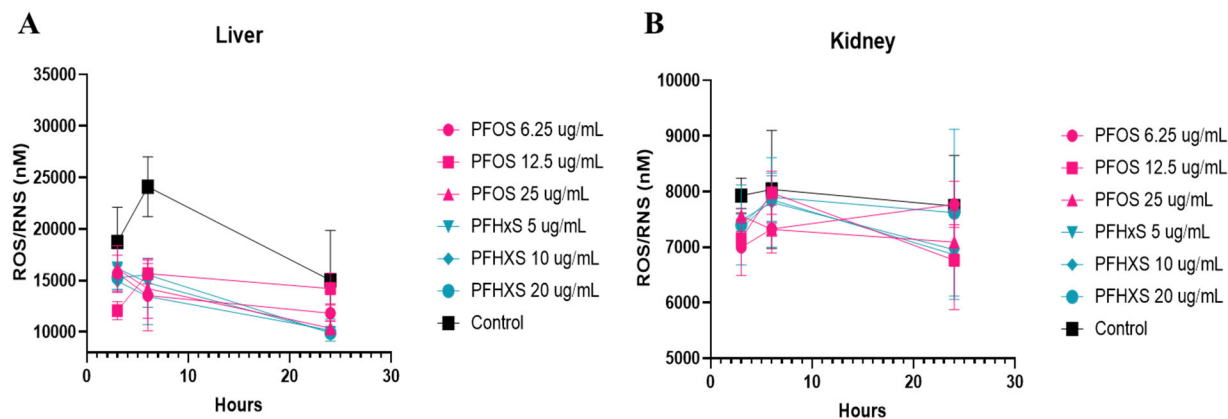 A
Liver
ROS/RNS (nM)
35000
30000
25000
20000
15000
10000
0
10
20
30
Hours
PFOS 6.25 ug/mL
PFOS 12.5 ug/mL
PFOS 25 ug/mL
PFHxS 5 ug/mL
PFHXS 10 ug/mL
PFHXS 20 ug/mL
Control
B
Kidney
ROS/RNS (nM)
10000
9000
8000
7000
6000
5000
0
10
20
30
Hours
PFOS 6.25 ug/mL
PFOS 12.5 ug/mL
PFOS 25 ug/mL
PFHxS 5 ug/mL
PFHXS 10 ug/mL
PFHXS 20 ug/mL
Control